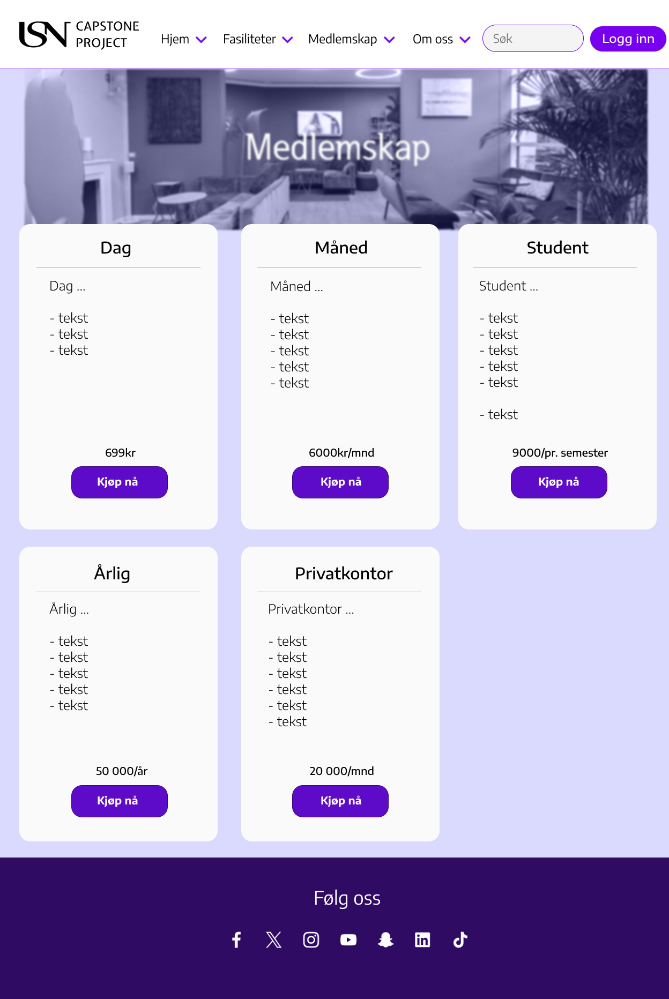 USN CAPSTONE
PROJECT
Hjem
Fasiliteter
Medlemskap
Om oss
Søk
Logg inn
Medlemskap
Dag
Dag ...
- tekst
- tekst
- tekst
699kr
Kjøp nå
Måned
Måned ...
- tekst
- tekst
- tekst
- tekst
- tekst
6000kr/mnd
Kjøp nå
Student
Student ...
- tekst
- tekst
- tekst
- tekst
- tekst
- tekst
9000/pr. semester
Kjøp nå
Årlig
Årlig ...
- tekst
- tekst
- tekst
- tekst
- tekst
50 000/år
Kjøp nå
Privatkontor
Privatkontor ...
- tekst
- tekst
- tekst
- tekst
- tekst
- tekst
20 000/mnd
Kjøp nå
Følg oss